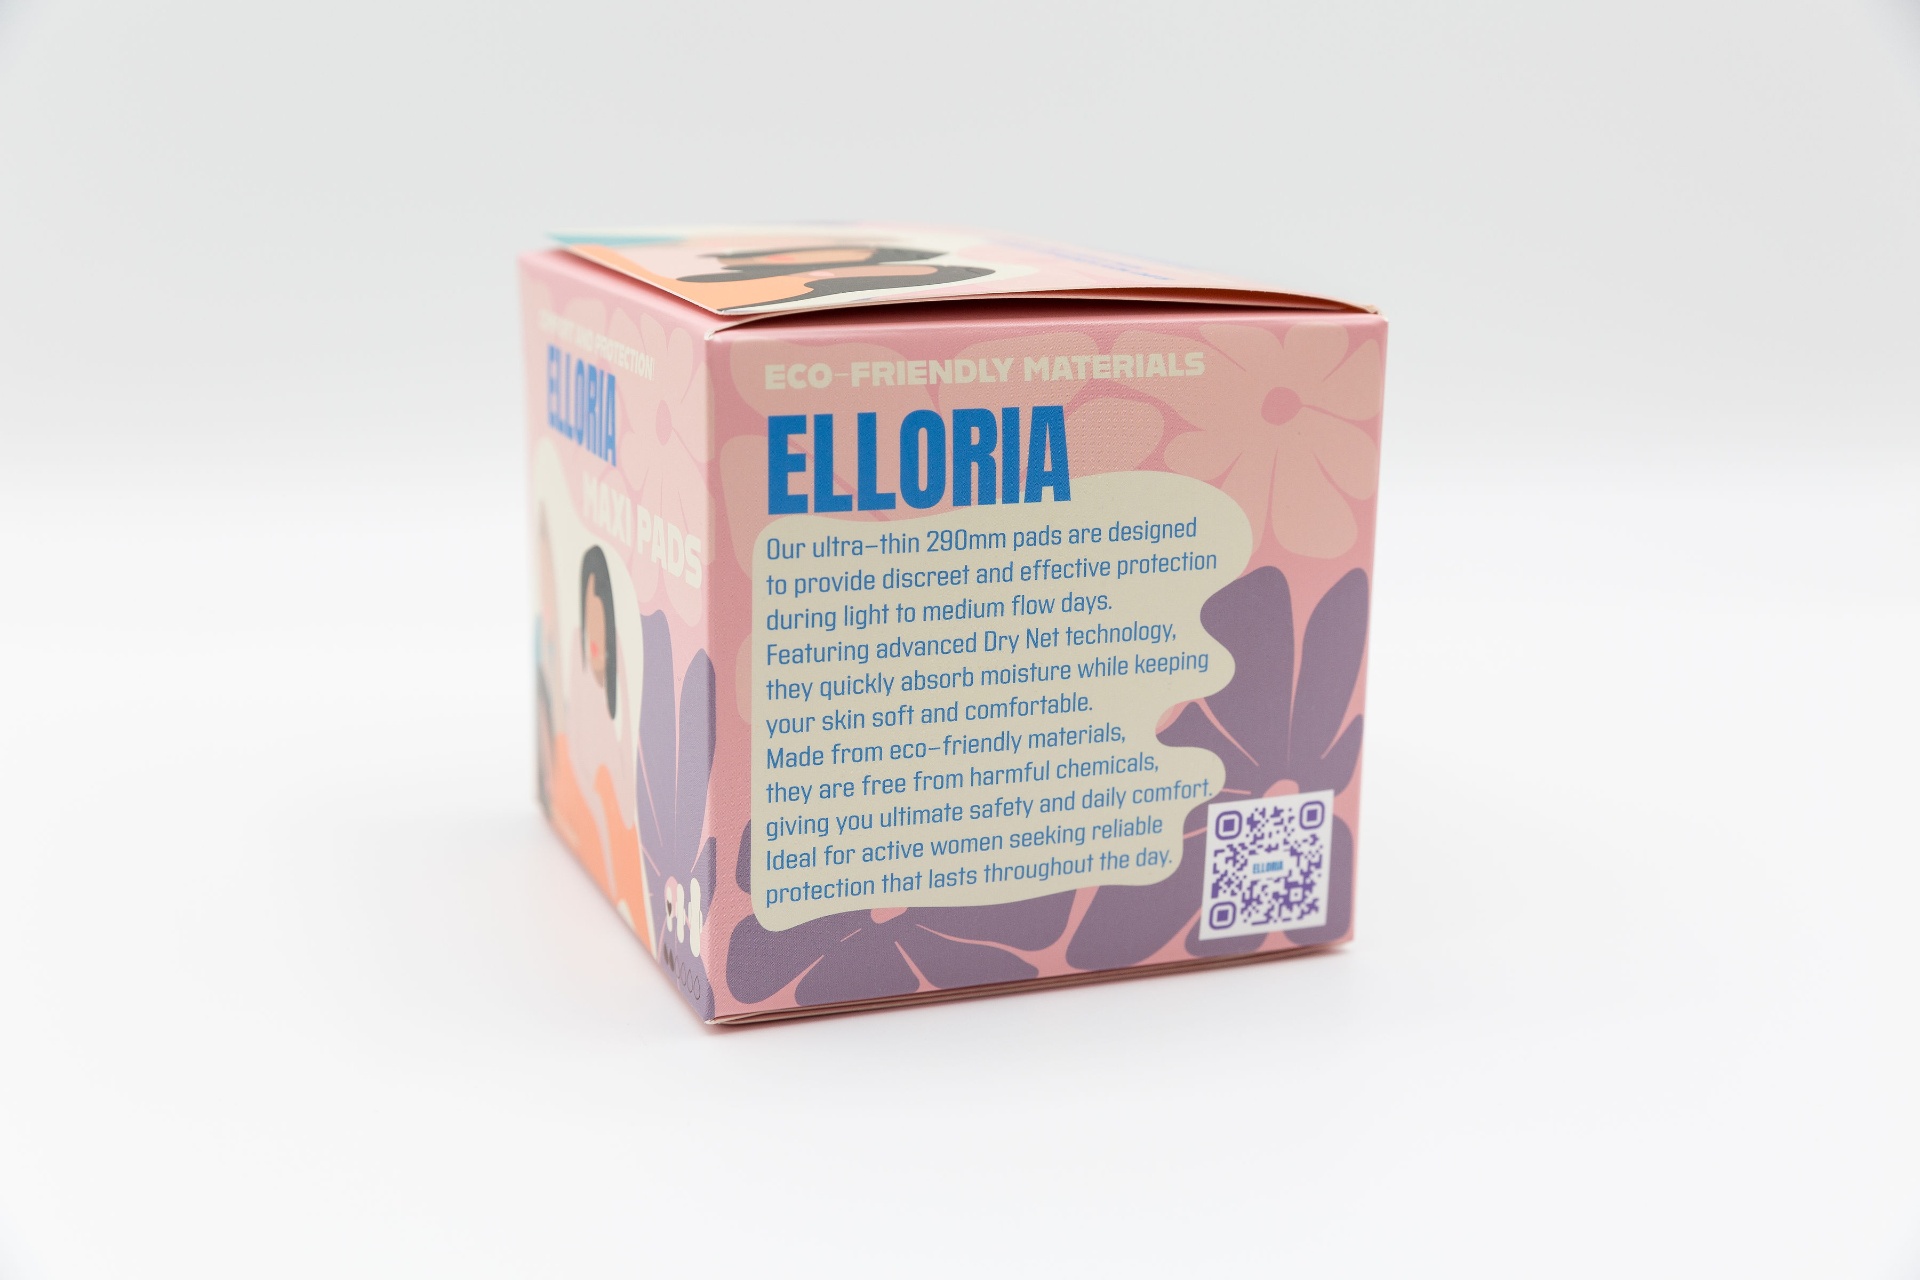 AND PROTECTION
ELLORIA
MAXI PADS
ECO-FRIENDLY MATERIALS
ELLORIA
Our ultra-thin 290mm pads are designed
to provide discreet and effective protection
during light to medium flow days.
Featuring advanced Dry Net technology,
they quickly absorb moisture while keeping
your skin soft and comfortable.
Made from eco-friendly materials,
they are free from harmful chemicals,
giving you ultimate safety and daily comfort.
Ideal for active women seeking reliable
protection that lasts throughout the day.
ELLORIA